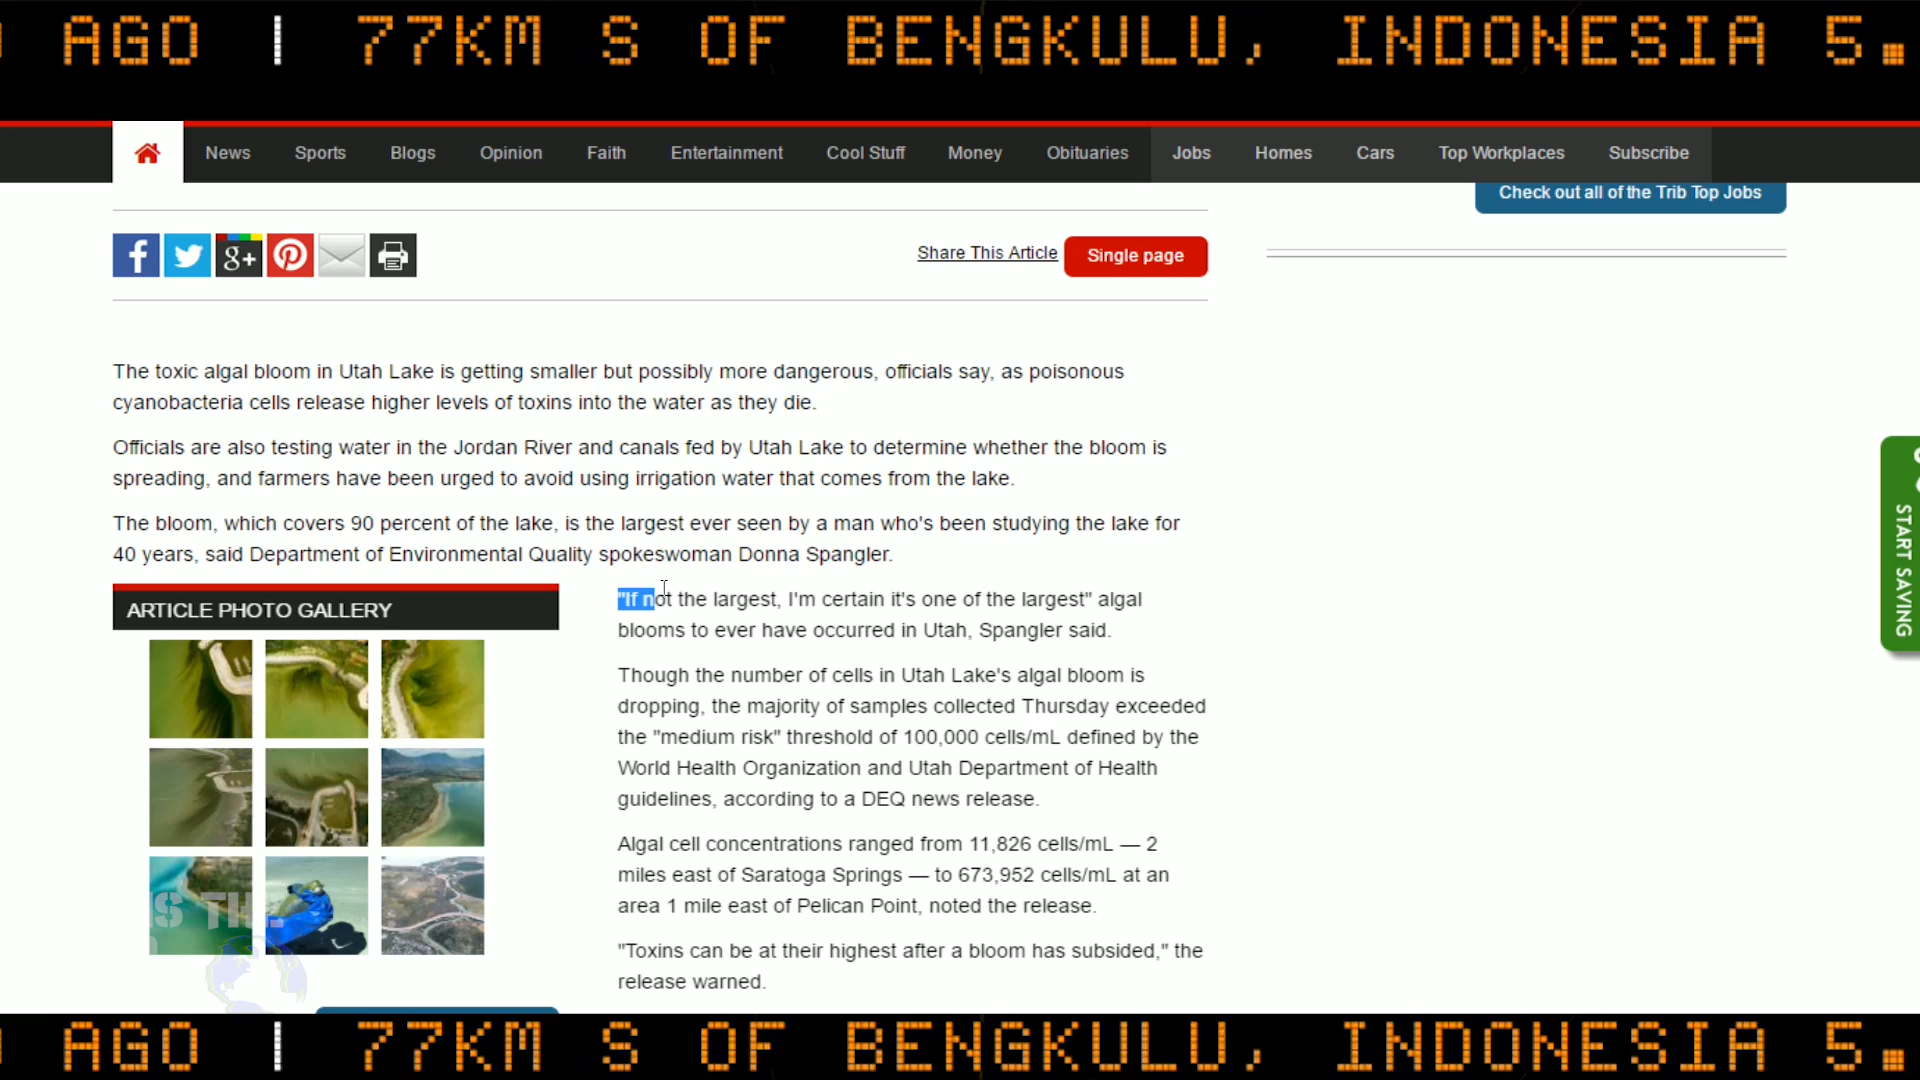 AGO | 77KM S OF BENGKULU, INDONESIA 5.
News Sports Blogs Opinion Faith Entertainment Cool Stuff Money Obituaries Jobs Homes Cars Top Workplaces Subscribe
Check out all of the Trib Top Jobs
Share This Article Single page
The toxic algal bloom in Utah Lake is getting smaller but possibly more dangerous, officials say, as poisonous
cyanobacteria cells release higher levels of toxins into the water as they die.
Officials are also testing water in the Jordan River and canals fed by Utah Lake to determine whether the bloom is
spreading, and farmers have been urged to avoid using irrigation water that comes from the lake.
The bloom, which covers 90 percent of the lake, is the largest ever seen by a man who's been studying the lake for
40 years, said Department of Environmental Quality spokeswoman Donna Spangler.
ARTICLE PHOTO GALLERY
"If not the largest, I'm certain it's one of the largest" algal
blooms to ever have occurred in Utah, Spangler said.
Though the number of cells in Utah Lake's algal bloom is
dropping, the majority of samples collected Thursday exceeded
the "medium risk" threshold of 100,000 cells/mL defined by the
World Health Organization and Utah Department of Health
guidelines, according to a DEQ news release.
Algal cell concentrations ranged from 11,826 cells/mL — 2
miles east of Saratoga Springs — to 673,952 cells/mL at an
area 1 mile east of Pelican Point, noted the release.
"Toxins can be at their highest after a bloom has subsided," the
release warned.
START SAVING
AGO | 77KM S OF BENGKULU, INDONESIA 5.